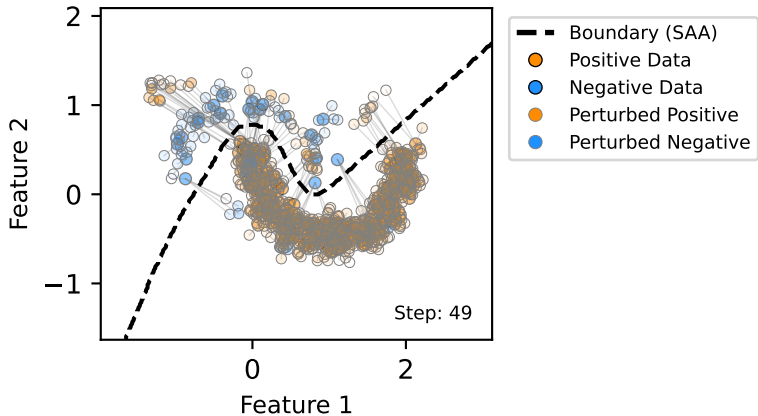 2
1
0
−1
Feature 2
0
2
Feature 1
Step: 49
Boundary (SAA)
Positive Data
Negative Data
Perturbed Positive
Perturbed Negative